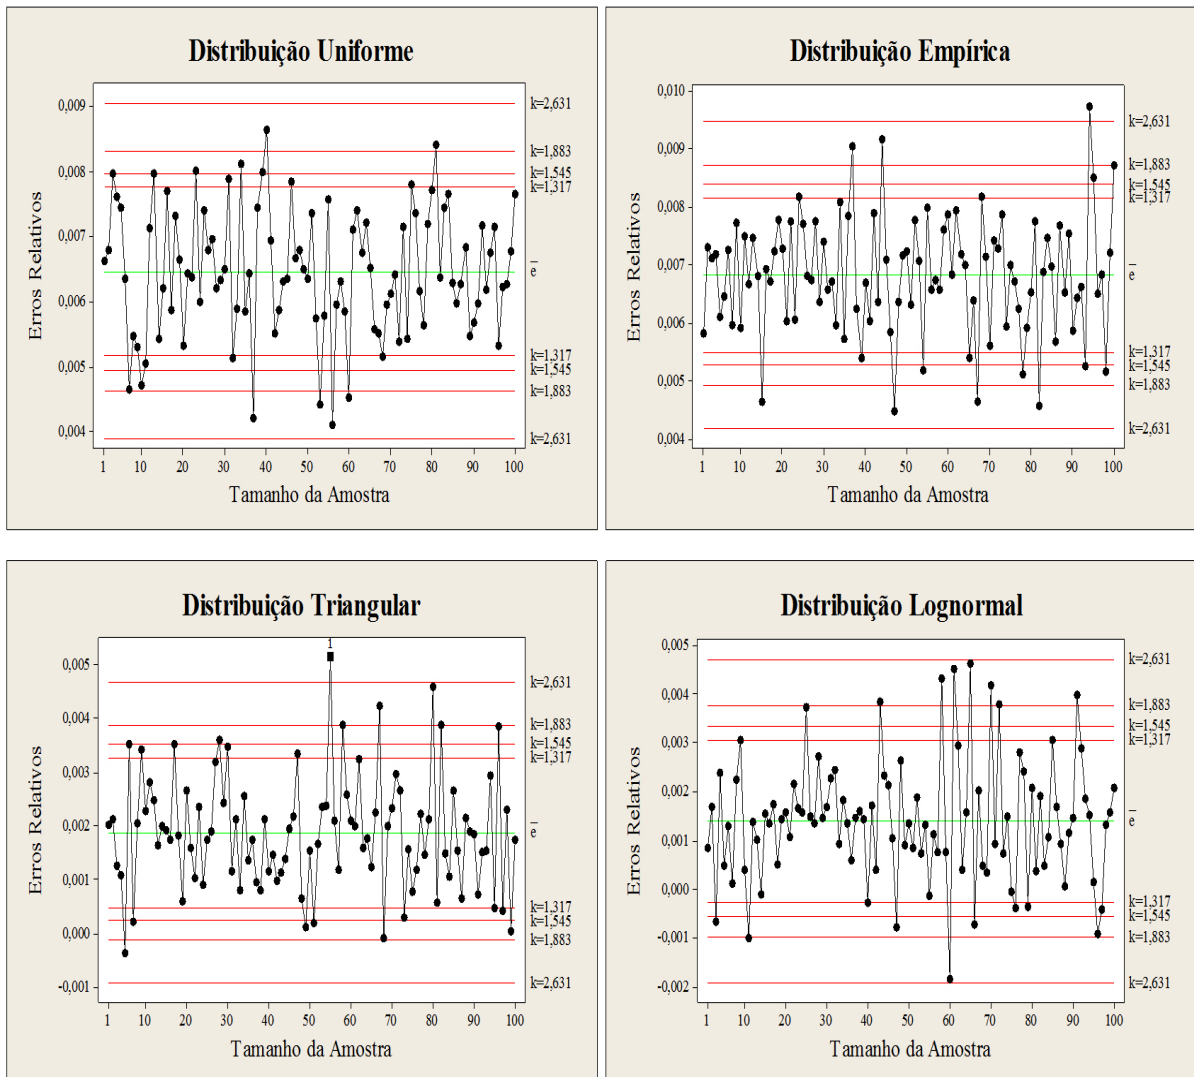 Distribuição Uniforme
Erros Relativos
0,009
0,008
0,007
0,006
0,005
0,004
k=2,631
k=1,883
k=1,545
k=1,317
e
k=1,317
k=1,545
k=1,883
k=2,631
1 10 20 30 40 50 60 70 80 90 100
Tamanho da Amostra
Distribuição Empírica
Erros Relativos
0,010
0,009
0,008
0,007
0,006
0,005
0,004
k=2,631
k=1,883
k=1,545
k=1,317
e
k=1,317
k=1,545
k=1,883
k=2,631
1 10 20 30 40 50 60 70 80 90 100
Tamanho da Amostra
Distribuição Triangular
Erros Relativos
0,005
0,004
0,003
0,002
0,001
0,000
-0,001
1
k=2,631
k=1,883
k=1,545
k=1,317
e
k=1,317
k=1,545
k=1,883
k=2,631
1 10 20 30 40 50 60 70 80 90 100
Tamanho da Amostra
Distribuição Lognormal
Erros Relativos
0,005
0,004
0,003
0,002
0,001
0,000
-0,001
-0,002
k=2,631
k=1,883
k=1,545
k=1,317
e
k=1,317
k=1,545
k=1,883
k=2,631
1 10 20 30 40 50 60 70 80 90 100
Tamanho da Amostra